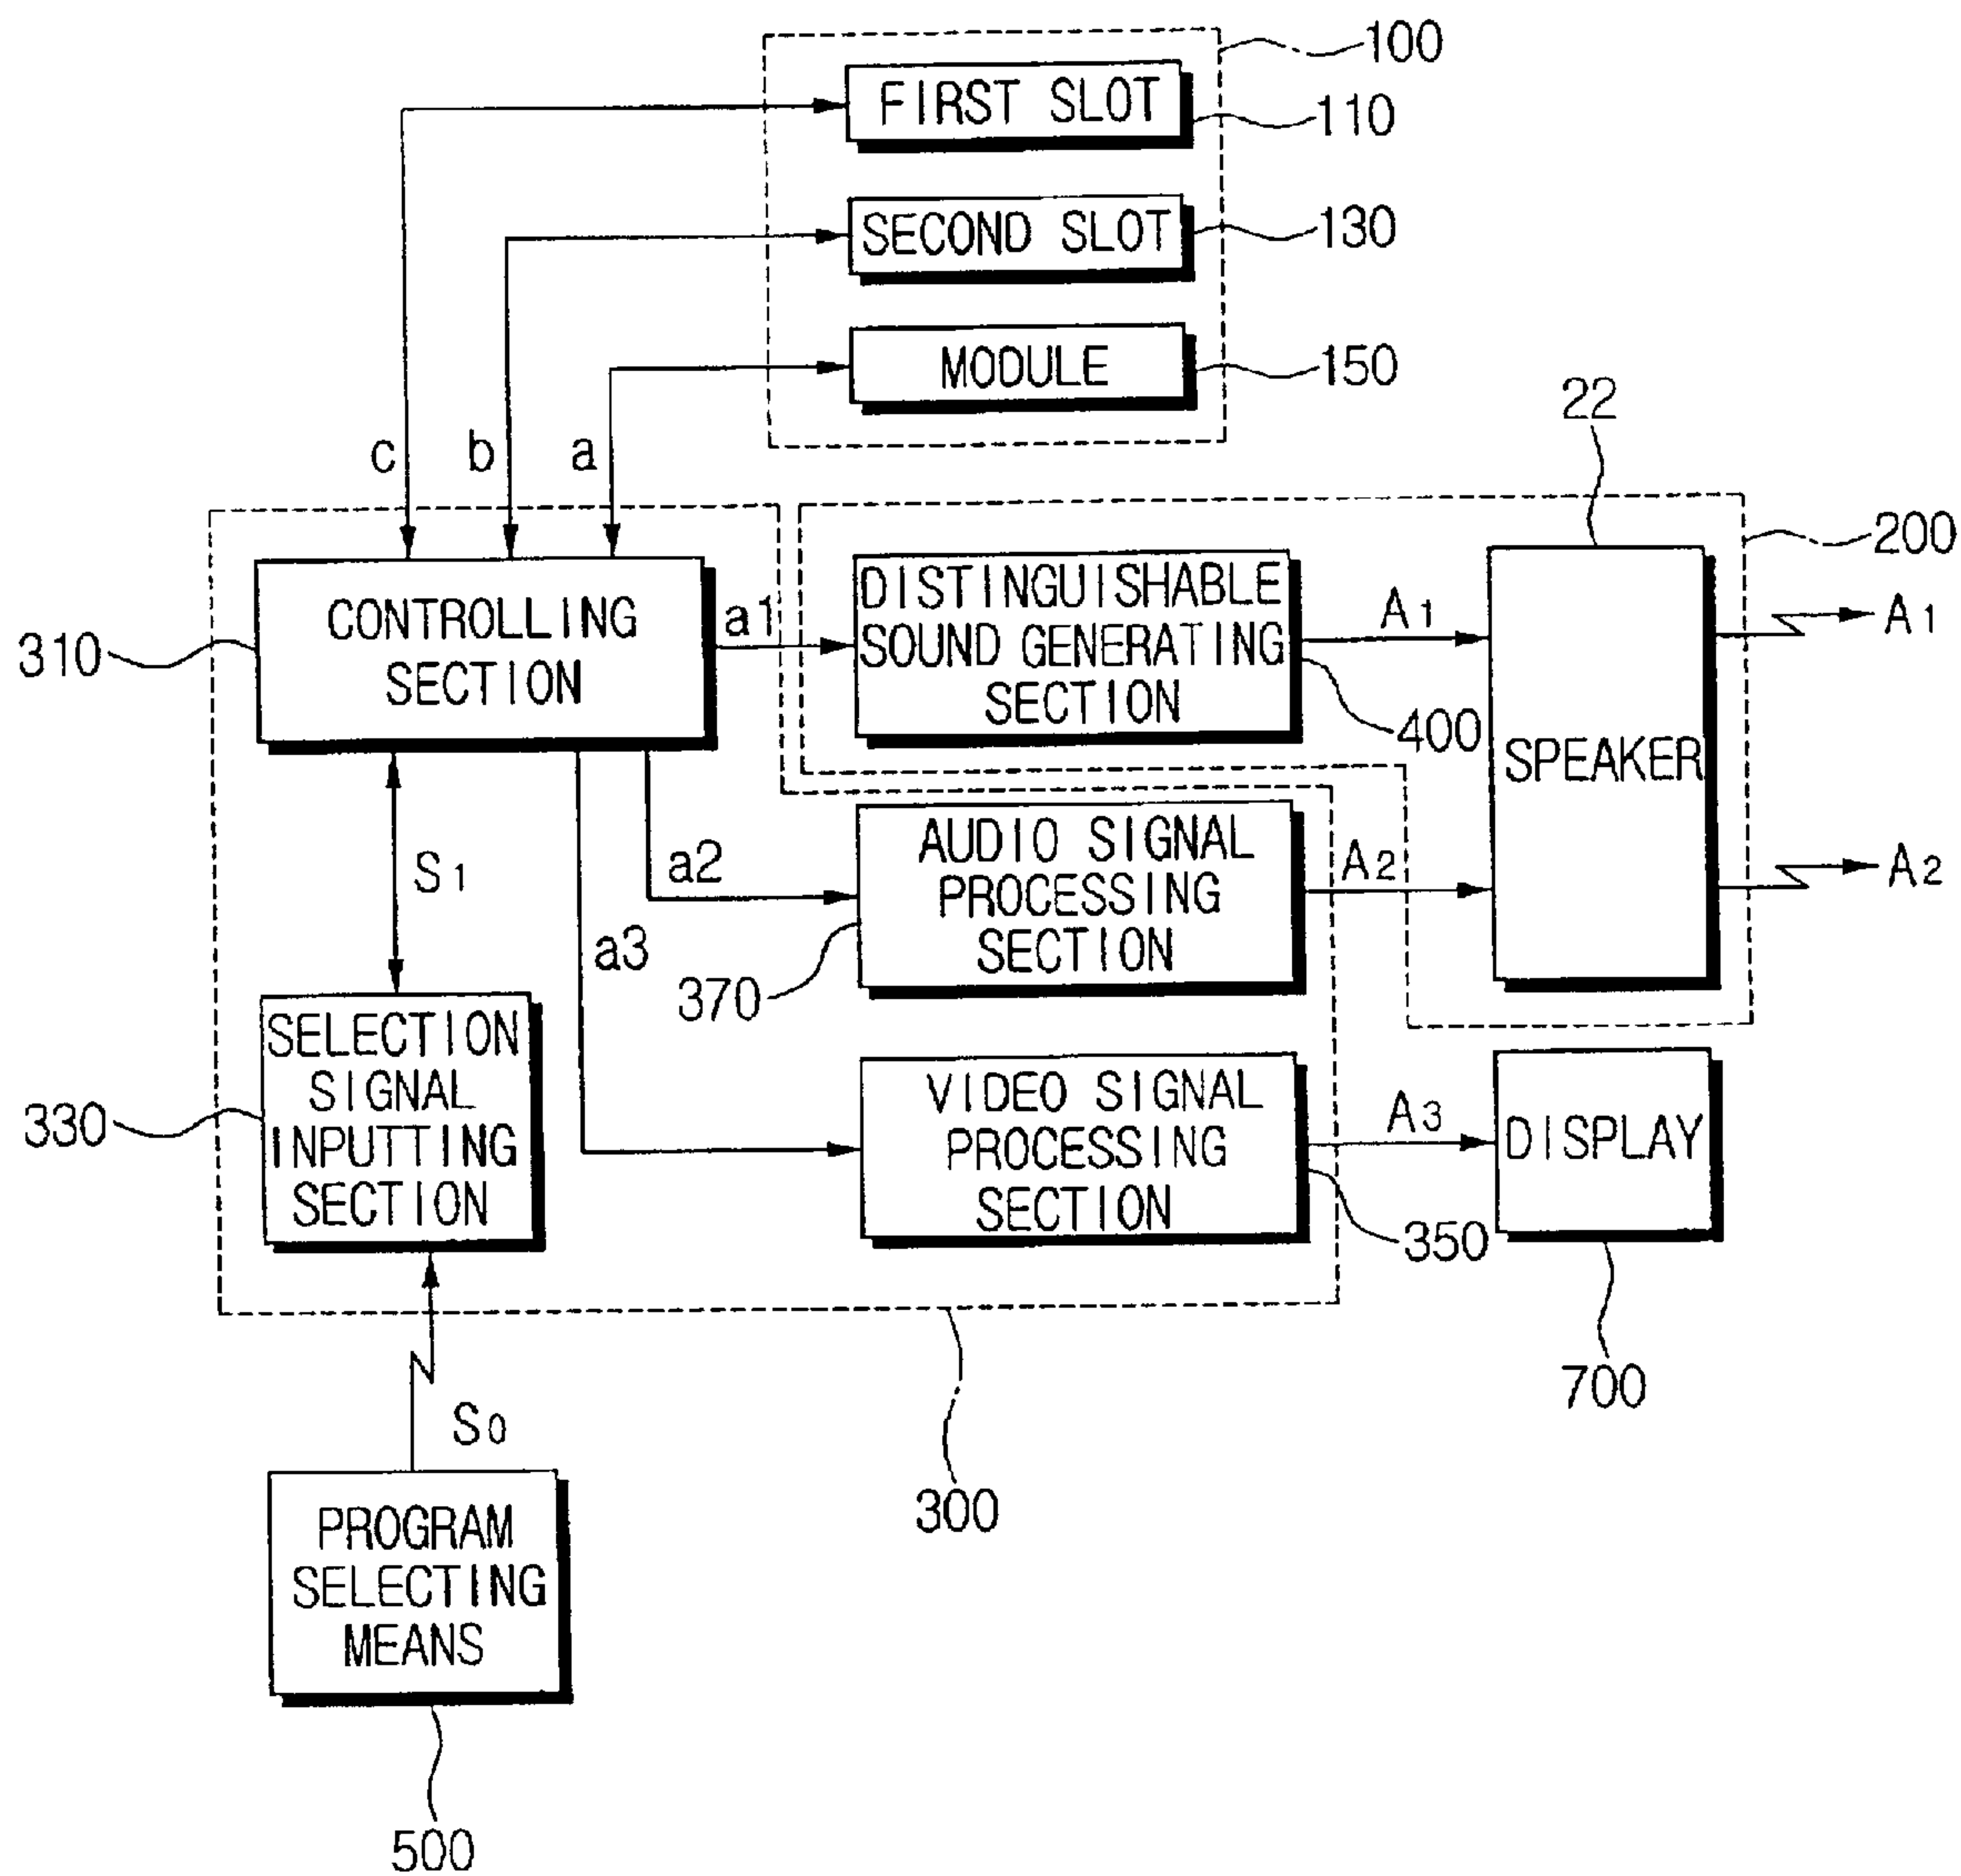 100
FIRST SLOT
110
SECOND SLOT
130
MODULE
150
22
c
b
a
200
CONTROLLING
SECTION
310
a1
DISTINGUISHABLE
SOUND GENERATING
SECTION
400
A1
SPEAKER
A1
S1
a2
a3
AUDIO SIGNAL
PROCESSING
SECTION
370
A2
A2
SELECTION
SIGNAL
INPUTTING
SECTION
330
VIDEO SIGNAL
PROCESSING
SECTION
350
A3
DISPLAY
700
S0
300
PROGRAM
SELECTING
MEANS
500